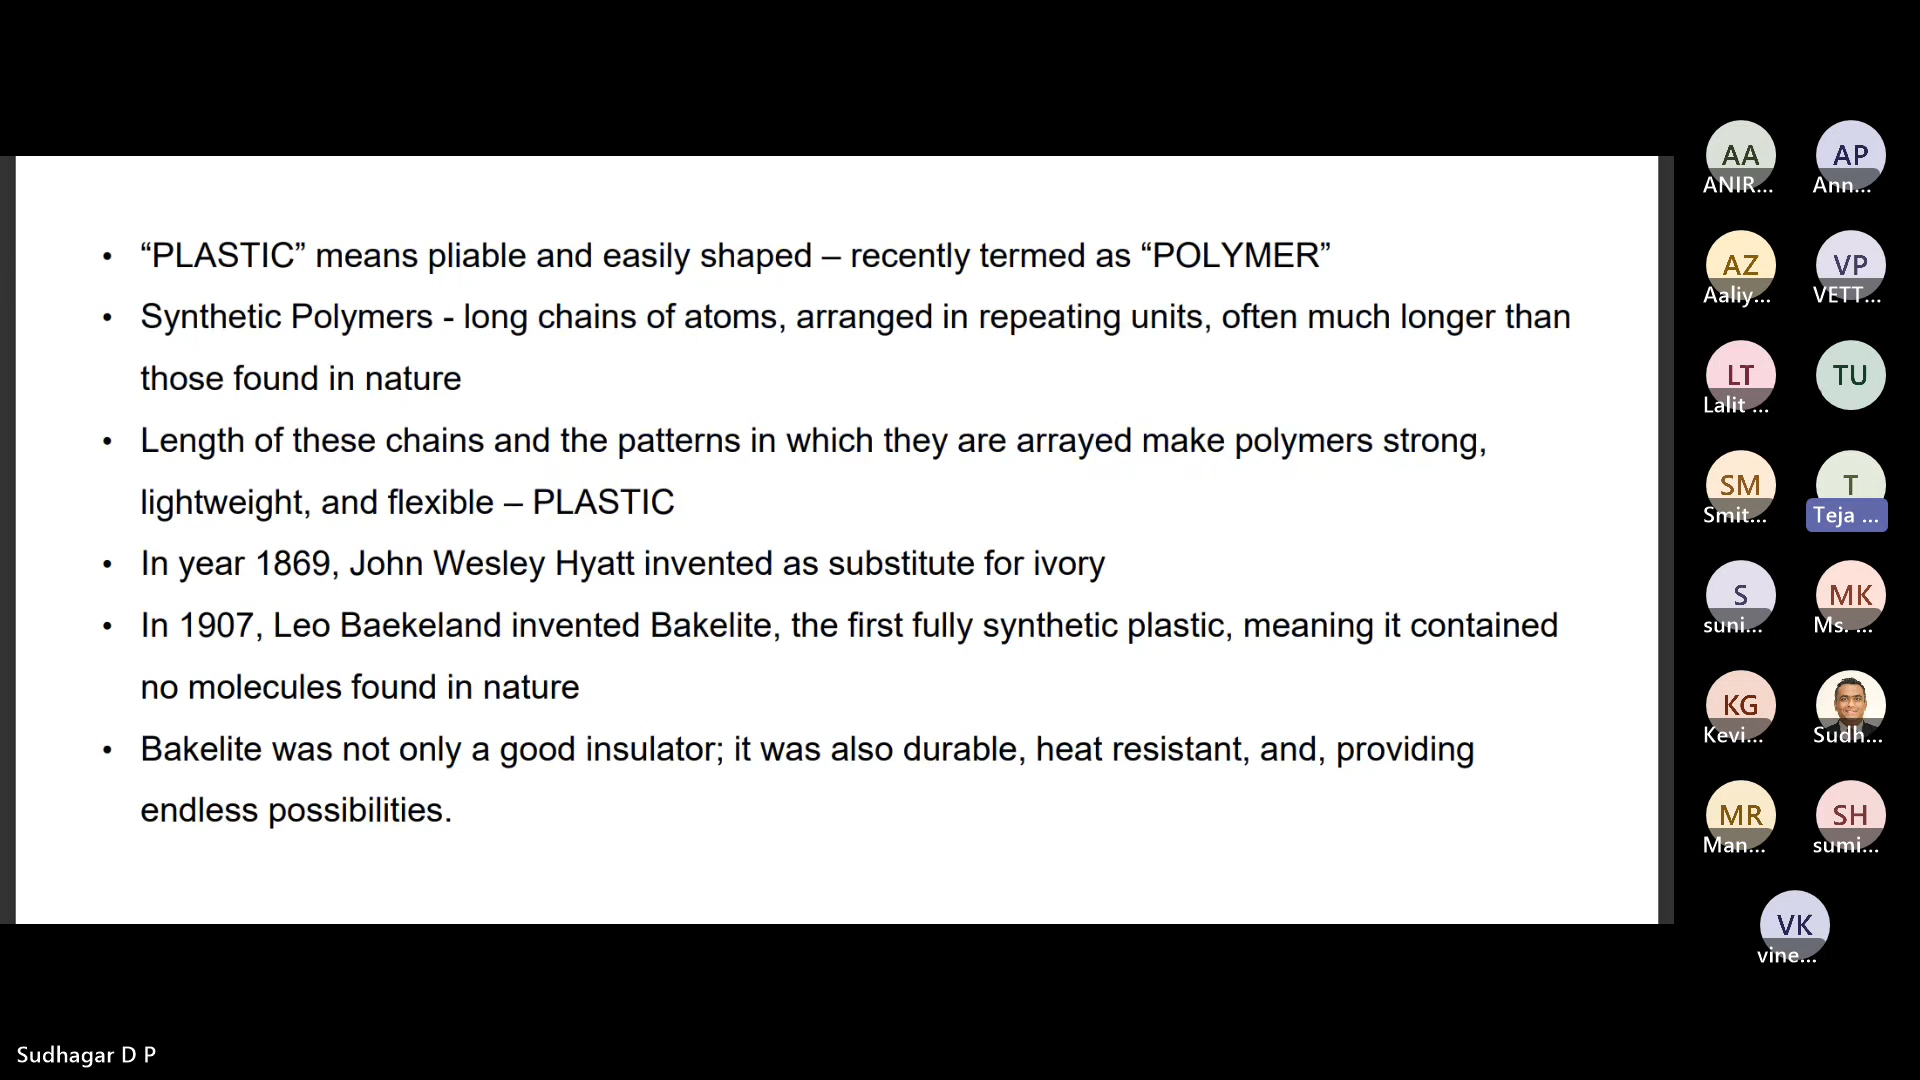 • “PLASTIC” means pliable and easily shaped – recently termed as “POLYMER”
• Synthetic Polymers - long chains of atoms, arranged in repeating units, often much longer than
those found in nature
• Length of these chains and the patterns in which they are arrayed make polymers strong,
lightweight, and flexible – PLASTIC
• In year 1869, John Wesley Hyatt invented as substitute for ivory
• In 1907, Leo Baekeland invented Bakelite, the first fully synthetic plastic, meaning it contained
no molecules found in nature
• Bakelite was not only a good insulator; it was also durable, heat resistant, and, providing
endless possibilities.
AA AP
ANIR... Ann...
AZ VP
Aaliy... VETT...
LT TU
Lalit ...
SM T
Smit... Teja ...
S MK
suni... Ms. ...
KG
Kevi... Sudh...
MR SH
Man... sumi...
VK
vine...
Sudhagar D P